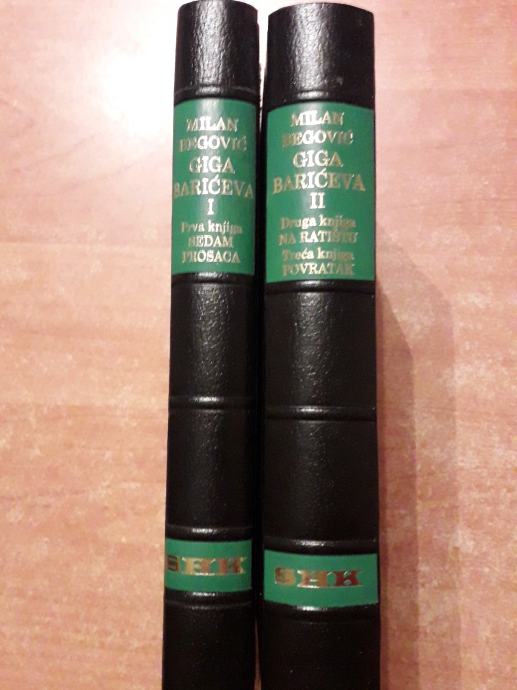 MILAN
BEGOVIĆ
GIGA
BARIĆEVA
I
Prva knjiga
SEDAM
PROSACA
SHK
MILAN
BEGOVIĆ
GIGA
BARIĆEVA
II
Druga knjiga
NA RATIŠTU
Treća knjiga
POVRATAK
SHK